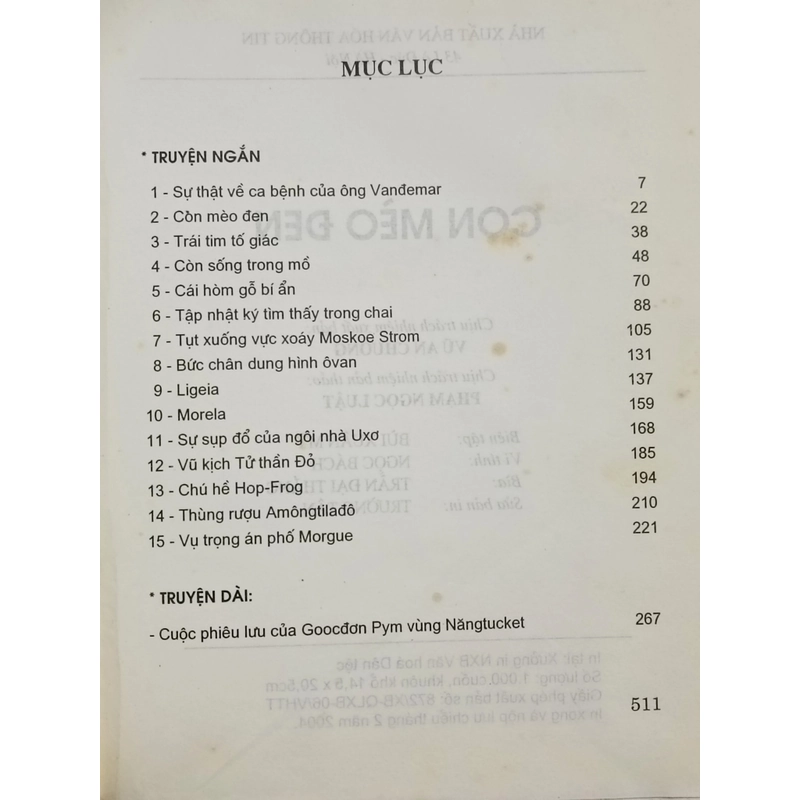 MỤC LỤC
* TRUYỆN NGẮN
1 - Sự thật về ca bệnh của ông Vanđemar 7
2 - Còn mèo đen 22
3 - Trái tim tố giác 38
4 - Còn sống trong mồ 48
5 - Cái hòm gỗ bí ẩn 70
6 - Tập nhật ký tìm thấy trong chai 88
7 - Tụt xuống vực xoáy Moskoe Strom 105
8 - Bức chân dung hình ôvan 131
9 - Ligeia 137
10 - Morela 159
11 - Sự sụp đổ của ngôi nhà Uxơ 168
12 - Vũ kịch Tử thần Đỏ 185
13 - Chú hề Hop-Frog 194
14 - Thùng rượu Amôngtilađô 210
15 - Vụ trọng án phố Morgue 221
* TRUYỆN DÀI:
- Cuộc phiêu lưu của Goocđơn Pym vùng Năngtucket 267
511